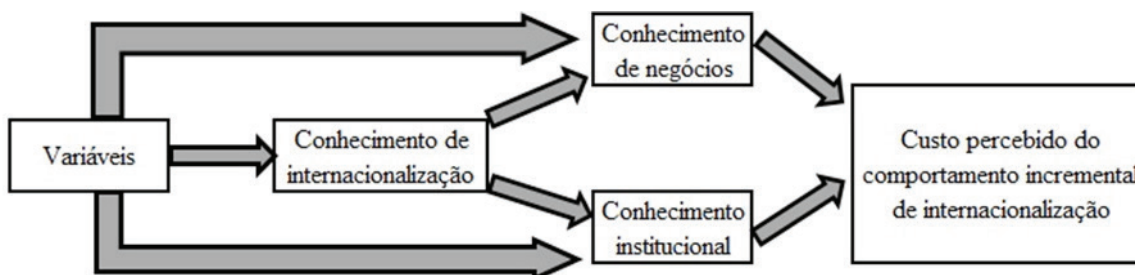 Variáveis
Conhecimento de
internacionalização
Conhecimento
de negócios
Conhecimento
institucional
Custo percebido do
comportamento incremental
de internacionalização